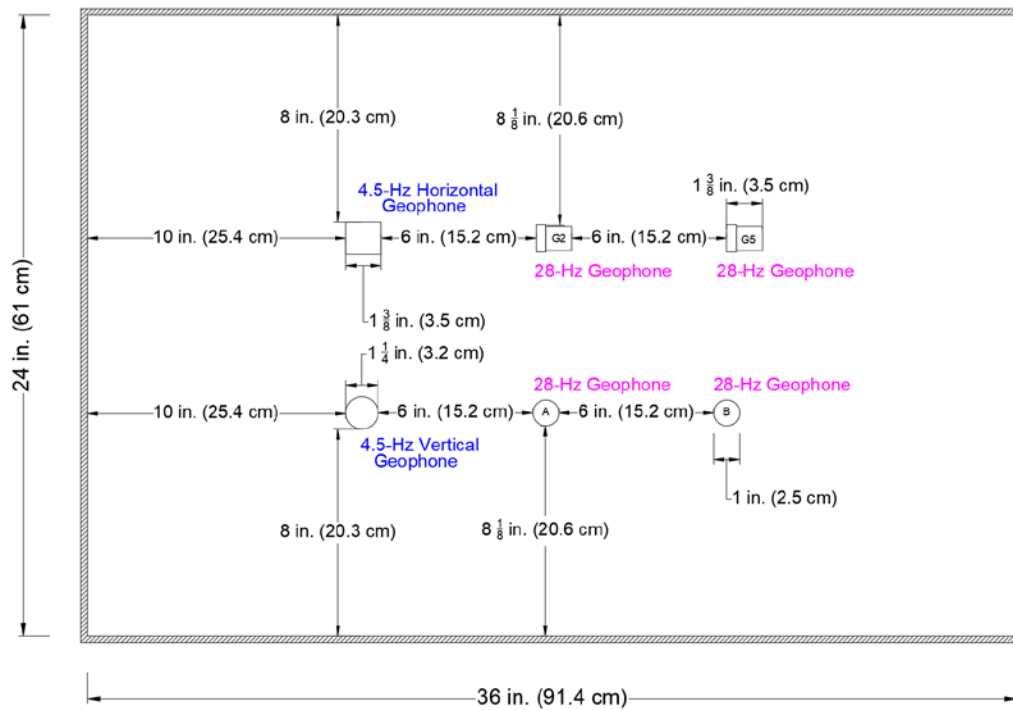 8 in. (20.3 cm)
8 1/8 in. (20.6 cm)
1 3/8 in. (3.5 cm)
4.5-Hz Horizontal
Geophone
10 in. (25.4 cm)
6 in. (15.2 cm)
G2
6 in. (15.2 cm)
G5
28-Hz Geophone
28-Hz Geophone
1 3/8 in. (3.5 cm)
24 in. (61 cm)
1 1/4 in. (3.2 cm)
28-Hz Geophone
28-Hz Geophone
10 in. (25.4 cm)
6 in. (15.2 cm)
A
6 in. (15.2 cm)
B
4.5-Hz Vertical
Geophone
1 in. (2.5 cm)
8 in. (20.3 cm)
8 1/8 in. (20.6 cm)
36 in. (91.4 cm)